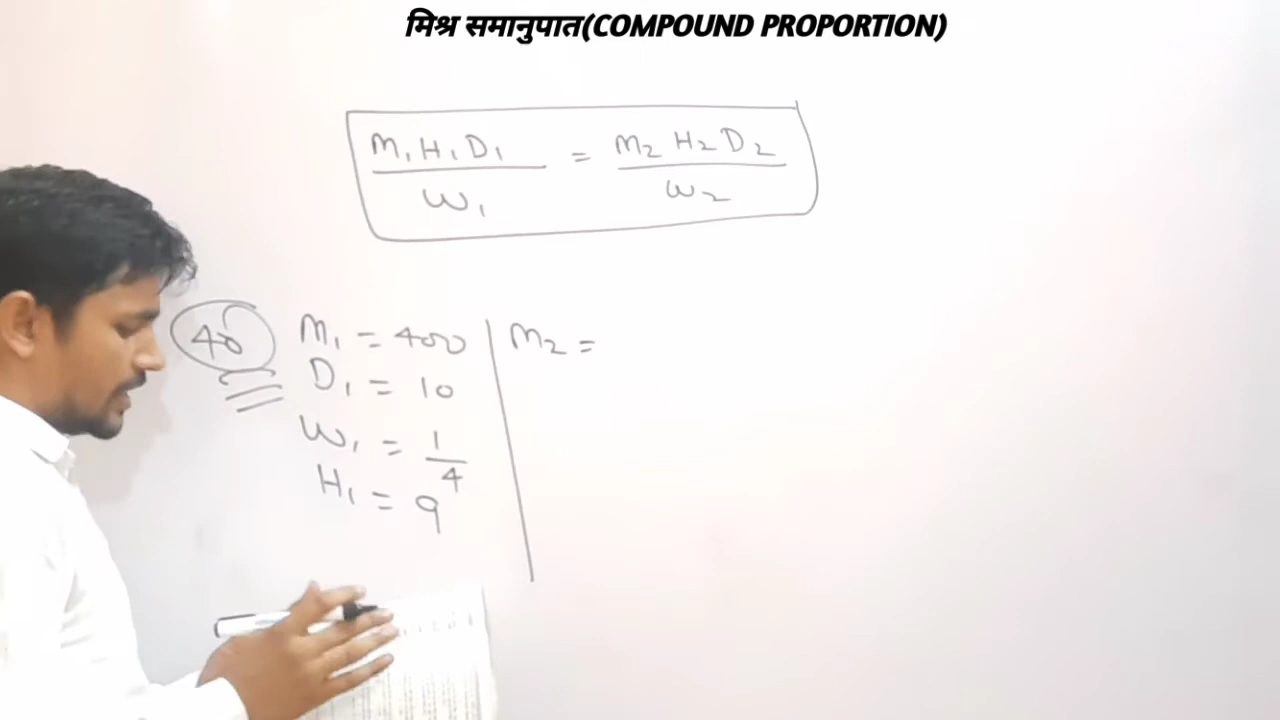 मिश्र समानुपात(COMPOUND PROPORTION)
M₁H₁D₁ / W₁ = M₂H₂D₂ / W₂
40
M₁ = 400
D₁ = 10
W₁ = 1/4
H₁ = 9
M₂ =